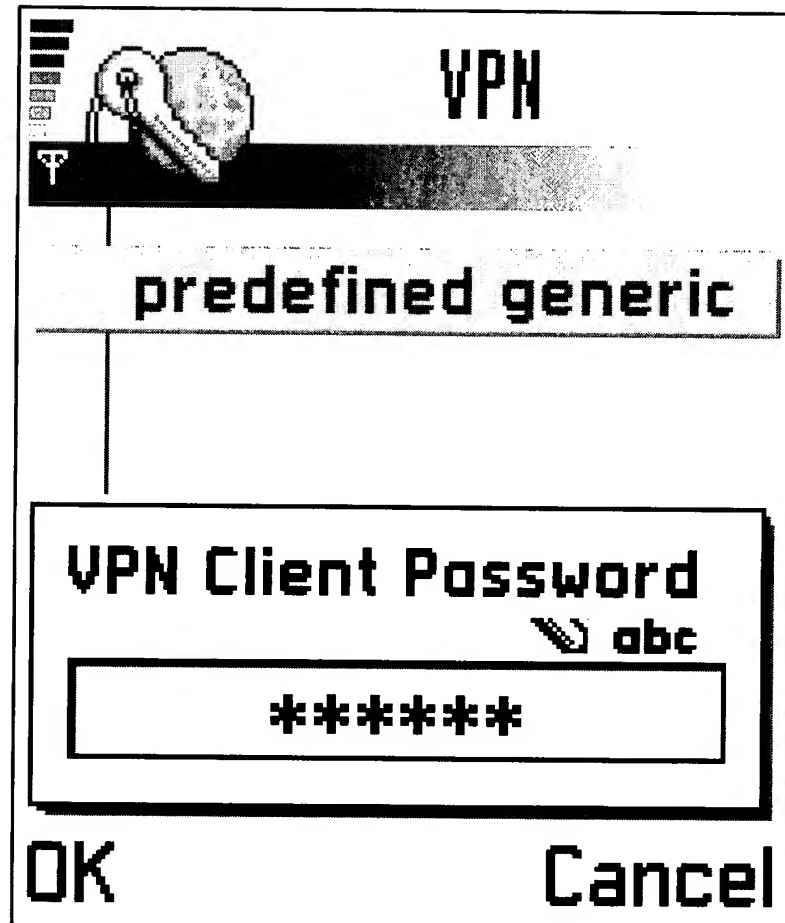 VPN
predefined generic
VPN Client Password
abc
******
OK
Cancel